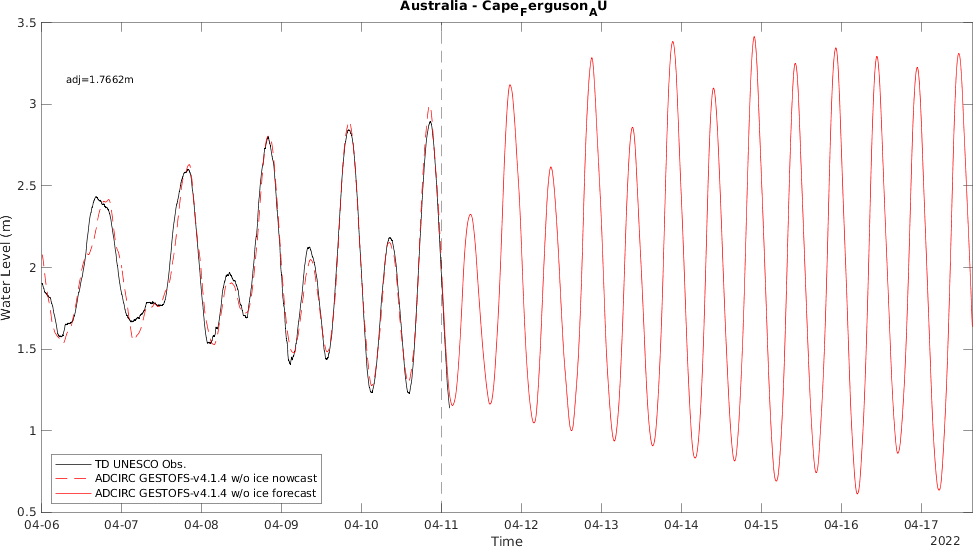 Australia - Cape_Ferguson_AU
3.5
adj=1.7662m
3
2.5
2
1.5
1
0.5
Water Level (m)
TD UNESCO Obs.
ADCIRC GESTOFS-v4.1.4 w/o ice nowcast
ADCIRC GESTOFS-v4.1.4 w/o ice forecast
04-06 04-07 04-08 04-09 04-10 04-11 04-12 04-13 04-14 04-15 04-16 04-17
Time
2022